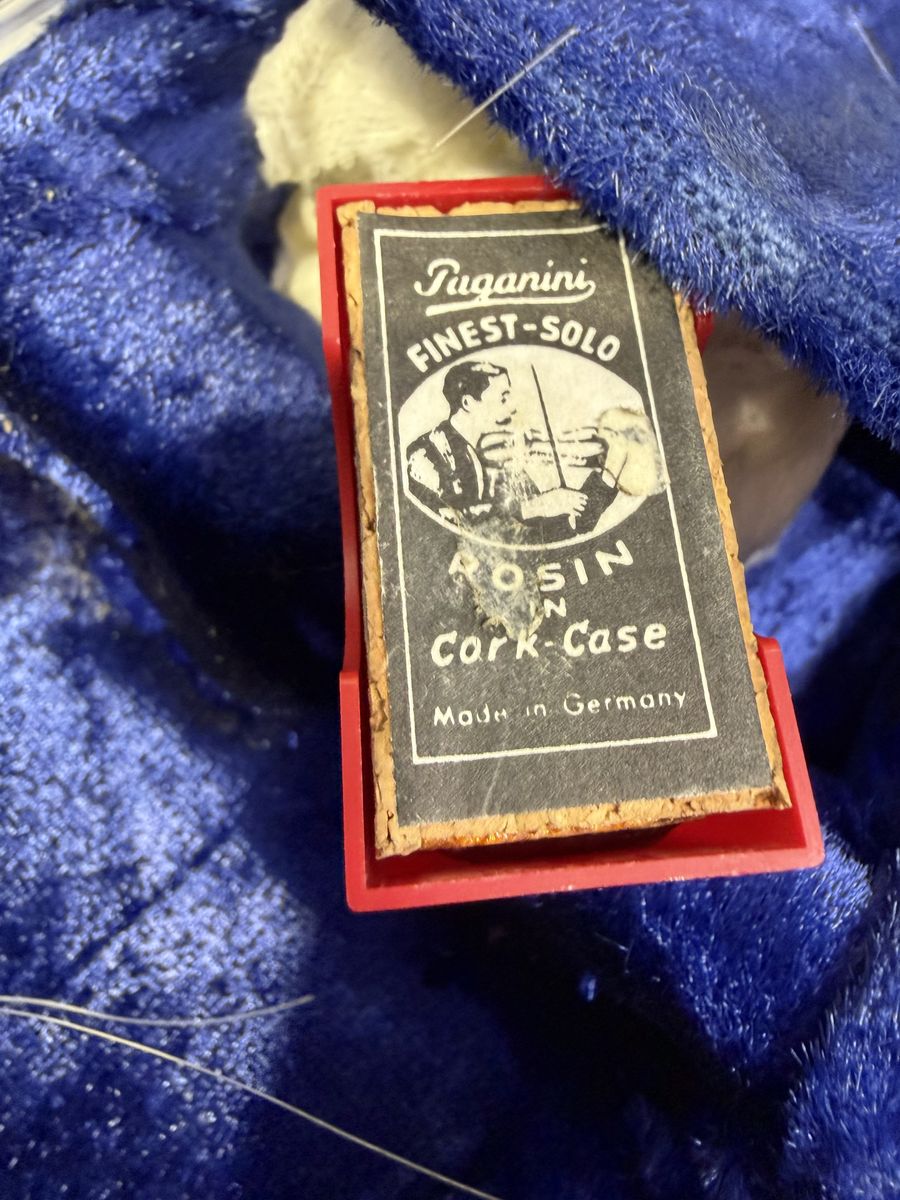 Paganini
FINEST-SOLO
ROSIN
IN
Cork-Case
Made in Germany